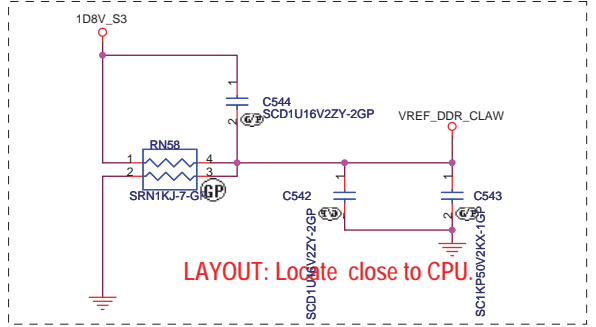 1D8V_S3
1
C544
SCD1U16V2ZY-2GP
2
VREF_DDR_CLAW
RN58
1
4
2
3
SRN1KJ-7-GP
GP
1
C542
SCD1U16V2ZY-2GP
1
C543
2
SC1KP50V2KX-1GP
LAYOUT: Locate close to CPU.